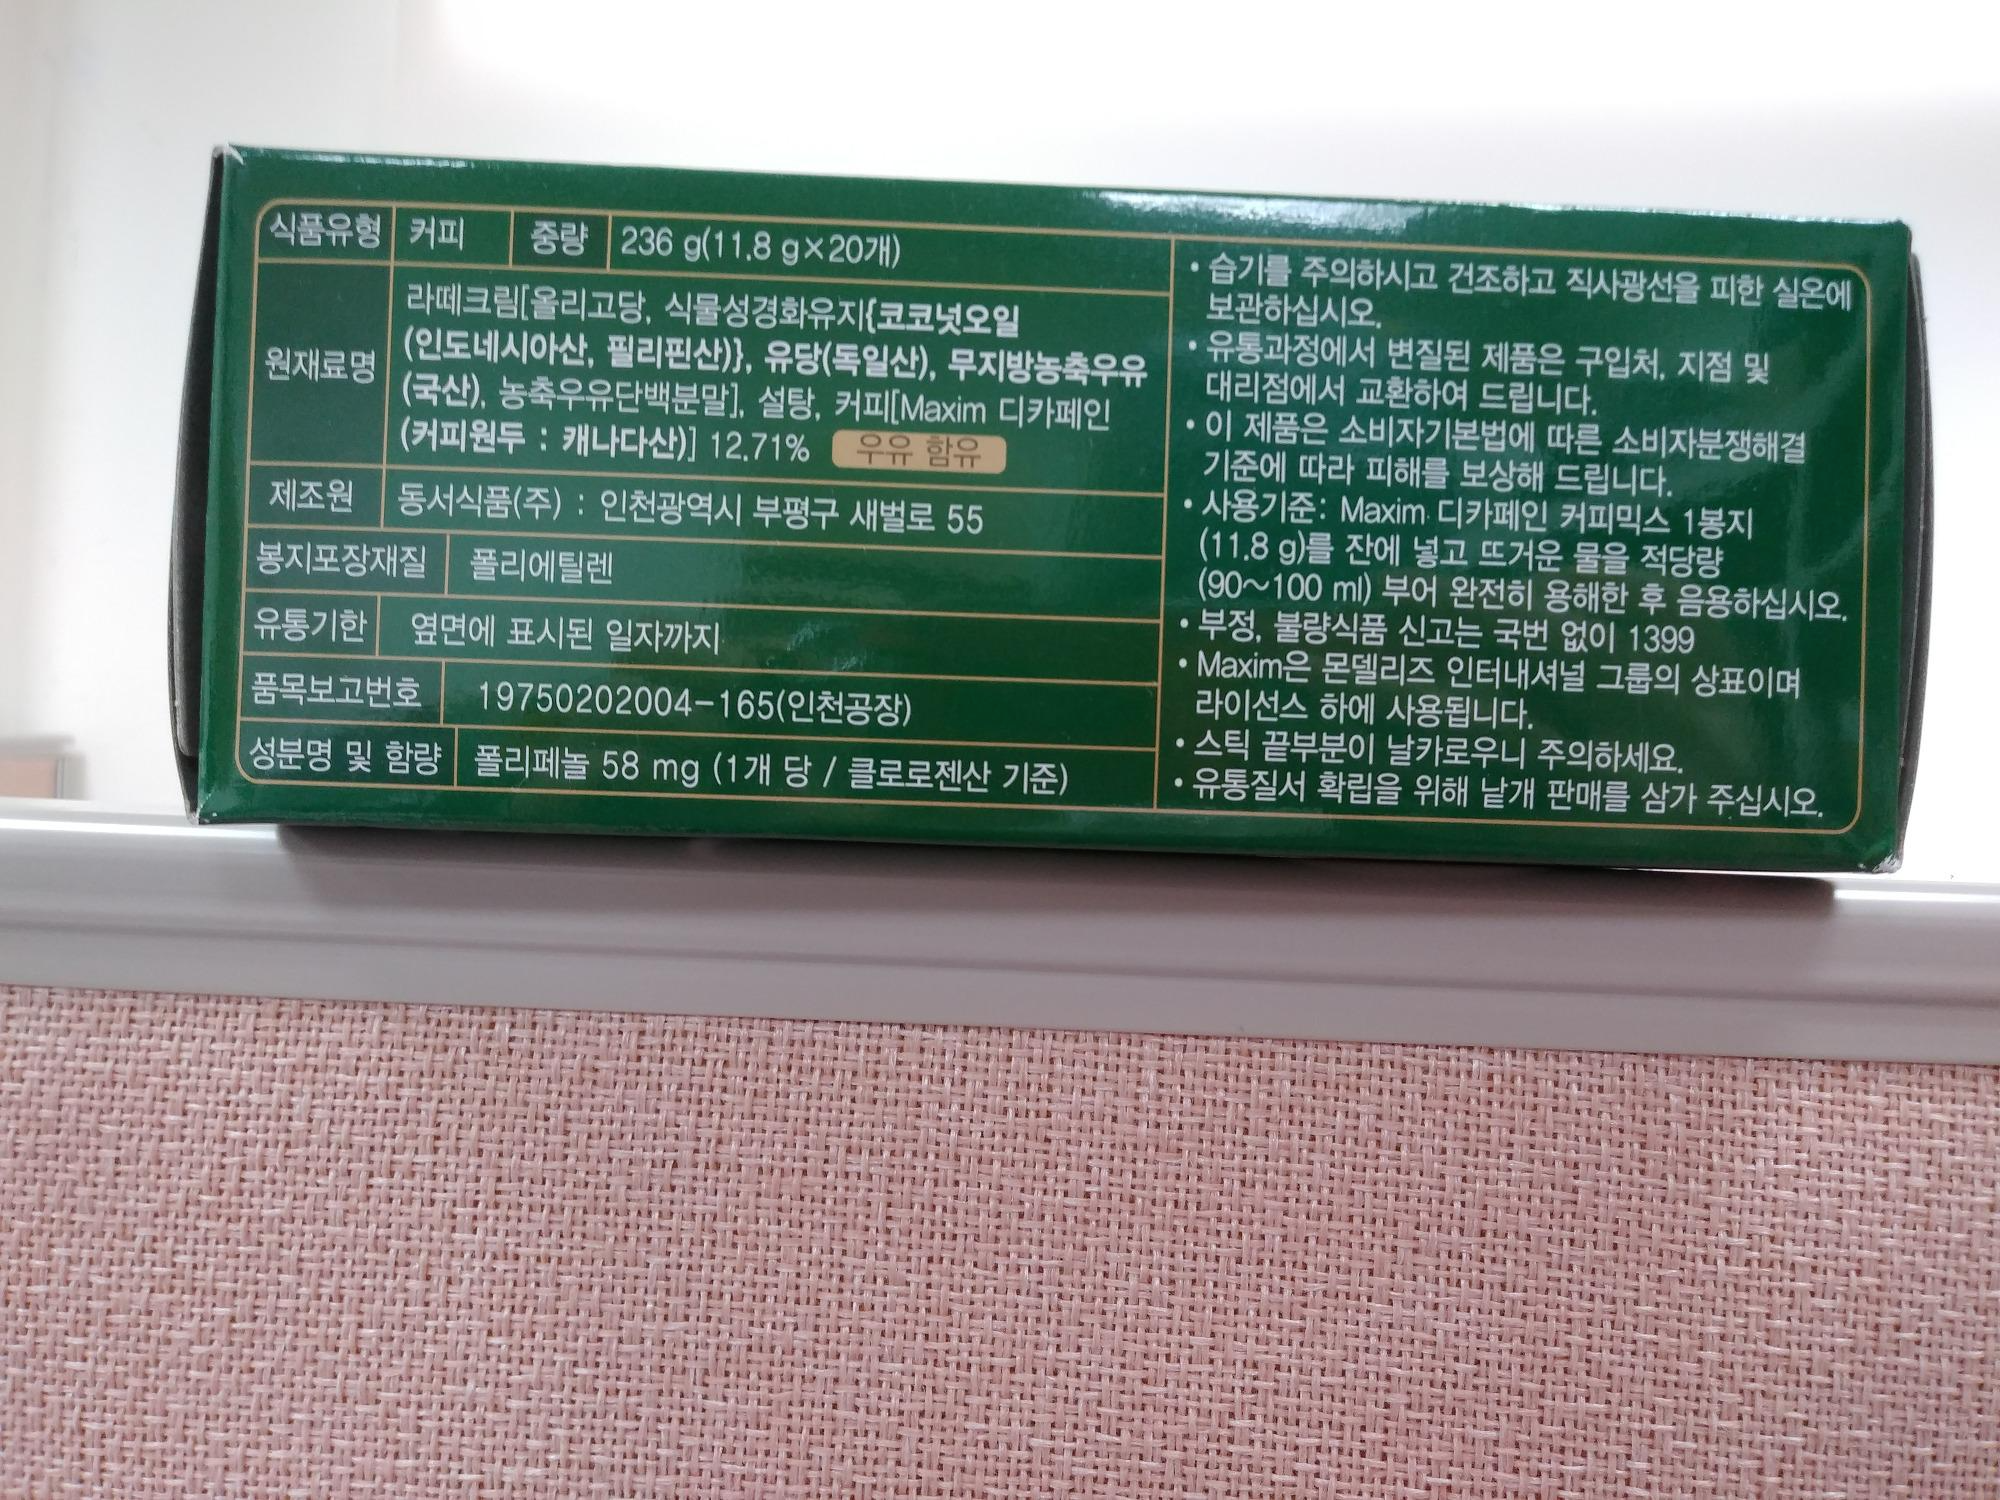 식품유형 커피 중량 236 g(11.8 g×20개)
원재료명
라떼크림[올리고당, 식물성경화유지{코코넛오일
(인도네시아산, 필리핀산)}, 유당(독일산), 무지방농축우유
(국산), 농축우유단백분말], 설탕, 커피[Maxim 디카페인
(커피원두 : 캐나다산)] 12.71% 우유 함유
제조원 동서식품(주) : 인천광역시 부평구 새벌로 55
봉지포장재질 폴리에틸렌
유통기한 옆면에 표시된 일자까지
품목보고번호 19750202004-165(인천공장)
성분명 및 함량 폴리페놀 58 mg (1개 당 / 클로로젠산 기준)
• 습기를 주의하시고 건조하고 직사광선을 피한 실온에
보관하십시오.
• 유통과정에서 변질된 제품은 구입처, 지점 및
대리점에서 교환하여 드립니다.
• 이 제품은 소비자기본법에 따른 소비자분쟁해결
기준에 따라 피해를 보상해 드립니다.
• 사용기준: Maxim 디카페인 커피믹스 1봉지
(11.8 g)를 잔에 넣고 뜨거운 물을 적당량
(90~100 ml) 부어 완전히 용해한 후 음용하십시오.
• 부정, 불량식품 신고는 국번 없이 1399
• Maxim은 몬델리즈 인터내셔널 그룹의 상표이며
라이선스 하에 사용됩니다.
• 스틱 끝부분이 날카로우니 주의하세요.
• 유통질서 확립을 위해 낱개 판매를 삼가 주십시오.